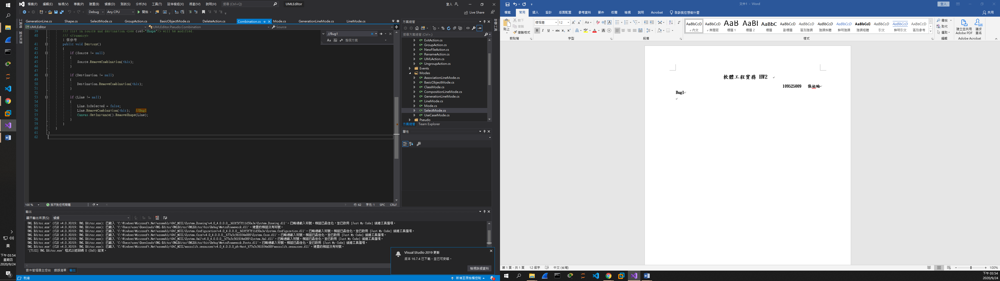 檔案(F) 編輯(E) 檢視(V) 專案(P) 建置(B) 偵錯(D) 測試(S) 分析(N) 工具(T) 延伸模組(X) 視窗(W) 說明(H) 搜尋 (Ctrl+Q) UMLEditor 登入
Debug Any CPU 開始 Live Share
GenerationLine.cs Shape.cs SelectMode.cs GroupAction.cs BasicObjectMode.cs DeleteAction.cs Combination.cs Mode.cs GenerationLineMode.cs LineMode.cs
UMLEditor UMLEditor.Pseudo.Combination Source
工具箱
資料來源
39 /// list in source and destination <see cref="Shape"/> will be modified.
40 /// </summary>
1 個參考
41 public void Destroy()
42 {
43 if (Source != null)
44 {
45 Source.RemoveCombination(this);
46 }
47
48 if (Destination != null)
49 {
50 Destination.RemoveCombination(this);
51 }
52
53 if (Line != null)
54 {
55 Line.IsSelected = false;
56 Line.RemoveCombination(this); //Bug1
57 Canvas.GetInstance().RemoveShape(Line);
58 }
59 }
60 }
61 }
62
//Bug1
Aa 整個方案
100 % 找不到任何問題 行: 62 字元: 1 SPC CRLF
方案總管
搜尋方案總管 (Ctrl+;)
ExitAction.cs
GroupAction.cs
NewFileAction.cs
RenameAction.cs
UMLAction.cs
UngroupAction.cs
Events
Modes
AssociationLineMode.cs
BasicObjectMode.cs
ClassMode.cs
CompositionLineMode.cs
GenerationLineMode.cs
LineMode.cs
Mode.cs
SelectMode.cs
UseCaseMode.cs
Pseudo
方案總管 Team Explorer
屬性
診斷工具
輸出
顯示輸出來源(S): 偵錯
'UML Editor.exe' (CLR v4.0.30319: UML Editor.exe): 已載入 'C:\Windows\Microsoft.Net\assembly\GAC_MSIL\System.Drawing\v4.0_4.0.0.0__b03f5f7f11d50a3a\System.Drawing.dll'。已略過載入符號。模組已最佳化，並已啟用 [Just My Code] 偵錯工具選項。
'UML Editor.exe' (CLR v4.0.30319: UML Editor.exe): 已載入 'C:\Users\user\Downloads\UML-Editor\UMLEditor\UMLEditor\bin\Debug\MetroFramework.dll'。建置的模組沒有符號。
'UML Editor.exe' (CLR v4.0.30319: UML Editor.exe): 已載入 'C:\Windows\Microsoft.Net\assembly\GAC_MSIL\System.Configuration\v4.0_4.0.0.0__b03f5f7f11d50a3a\System.Configuration.dll'。已略過載入符號。模組已最佳化，並已啟用 [Just My Code] 偵錯工具選項。
'UML Editor.exe' (CLR v4.0.30319: UML Editor.exe): 已載入 'C:\Windows\Microsoft.Net\assembly\GAC_MSIL\System.Core\v4.0_4.0.0.0__b77a5c561934e089\System.Core.dll'。已略過載入符號。模組已最佳化，並已啟用 [Just My Code] 偵錯工具選項。
'UML Editor.exe' (CLR v4.0.30319: UML Editor.exe): 已載入 'C:\Windows\Microsoft.Net\assembly\GAC_MSIL\System.Xml\v4.0_4.0.0.0__b77a5c561934e089\System.Xml.dll'。已略過載入符號。模組已最佳化，並已啟用 [Just My Code] 偵錯工具選項。
'UML Editor.exe' (CLR v4.0.30319: UML Editor.exe): 已載入 'C:\Users\user\Downloads\UML-Editor\UMLEditor\UMLEditor\bin\Debug\MetroFramework.Fonts.dll'。已略過載入符號。模組已最佳化，並已啟用 [Just My Code] 偵錯工具選項。
'UML Editor.exe' (CLR v4.0.30319: UML Editor.exe): 已載入 'C:\Windows\Microsoft.Net\assembly\GAC_MSIL\mscorlib.resources\v4.0_4.0.0.0_zh-Hant_b77a5c561934e089\mscorlib.resources.dll'。建置的模組沒有符號。
'[7132] UML Editor.exe' 程式以返回碼 0 (0x0) 結束。
套件管理器主控台 錯誤清單 輸出
Visual Studio 2019 更新
版本 16.7.4 已下載，並已可安裝。
檢視詳細資料
就緒 新增至原始檔控制 3
英
下午 03:54
星期四
2020/9/24
3
文件1 - Word 登入
檔案 常用 插入 設計 版面配置 參考資料 郵件 校閱 檢視 說明 Acrobat 告訴我您想做什麼 共用
貼上 剪下 複製 複製格式
標楷體 12
AaBbCcD 內文
AaBbCcD 無間距
AaB 標題 1
AaBl 標題 2
AaBbC 標題
AaBbCcD 副標題
AaBbCcD 區別強調
AaBbCcD 強調斜體
AaBbCcD 鮮明強調
AaBbCcD 強調粗體
AaBbCcD 引文
AaBbCcD 鮮明引文
AaBbCcD 區別參考
尋找 取代 選取
建立並共用 Adobe PDF
請求簽名
剪貼簿 字型 段落 樣式 編輯 Adobe Acrobat
軟體工程實務 HW2
109525009 張祐綸
Bug1
第 1 頁，共 1 頁 12 個字 中文 (台灣) 100%
下午 03:54
2020/9/24